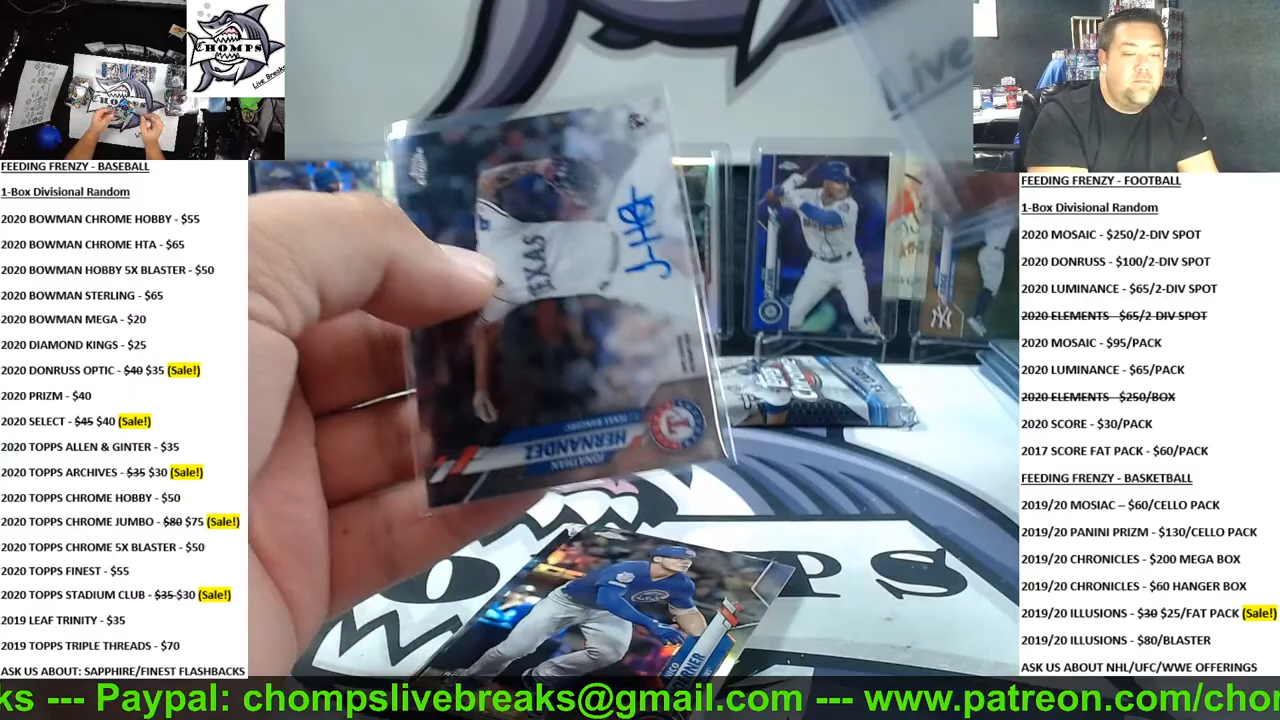 CHOMPS
Live Breaks
FEEDING FRENZY - BASEBALL
1-Box Divisional Random
2020 BOWMAN CHROME HOBBY - $55
2020 BOWMAN CHROME HTA - $65
2020 BOWMAN HOBBY 5X BLASTER - $50
2020 BOWMAN STERLING - $65
2020 BOWMAN MEGA - $20
2020 DIAMOND KINGS - $25
2020 DONRUSS OPTIC - $40 $35 (Sale!)
2020 PRIZM - $40
2020 SELECT - $45 $40 (Sale!)
2020 TOPPS ALLEN & GINTER - $35
2020 TOPPS ARCHIVES - $35 $30 (Sale!)
2020 TOPPS CHROME HOBBY - $50
2020 TOPPS CHROME JUMBO - $80 $75 (Sale!)
2020 TOPPS CHROME 5X BLASTER - $50
2020 TOPPS FINEST - $55
2020 TOPPS STADIUM CLUB - $35 $30 (Sale!)
2019 LEAF TRINITY - $35
2019 TOPPS TRIPLE THREADS - $70
ASK US ABOUT: SAPPHIRE/FINEST FLASHBACKS
Live
TEXAS
JONATHAN
HERNANDEZ
TEXAS RANGERS
FEEDING FRENZY - FOOTBALL
1-Box Divisional Random
2020 MOSAIC - $250/2-DIV SPOT
2020 DONRUSS - $100/2-DIV SPOT
2020 LUMINANCE - $65/2-DIV SPOT
2020 ELEMENTS - $65/2-DIV SPOT
2020 MOSAIC - $95/PACK
2020 LUMINANCE - $65/PACK
2020 ELEMENTS - $250/BOX
2020 SCORE - $30/PACK
2017 SCORE FAT PACK - $60/PACK
FEEDING FRENZY - BASKETBALL
2019/20 MOSIAC – $60/CELLO PACK
2019/20 PANINI PRIZM - $130/CELLO PACK
2019/20 CHRONICLES - $200 MEGA BOX
2019/20 CHRONICLES - $60 HANGER BOX
2019/20 ILLUSIONS - $30 $25/FAT PACK (Sale!)
2019/20 ILLUSIONS - $80/BLASTER
ASK US ABOUT NHL/UFC/WWE OFFERINGS
ks --- Paypal: chompslivebreaks@gmail.com --- www.patreon.com/cho